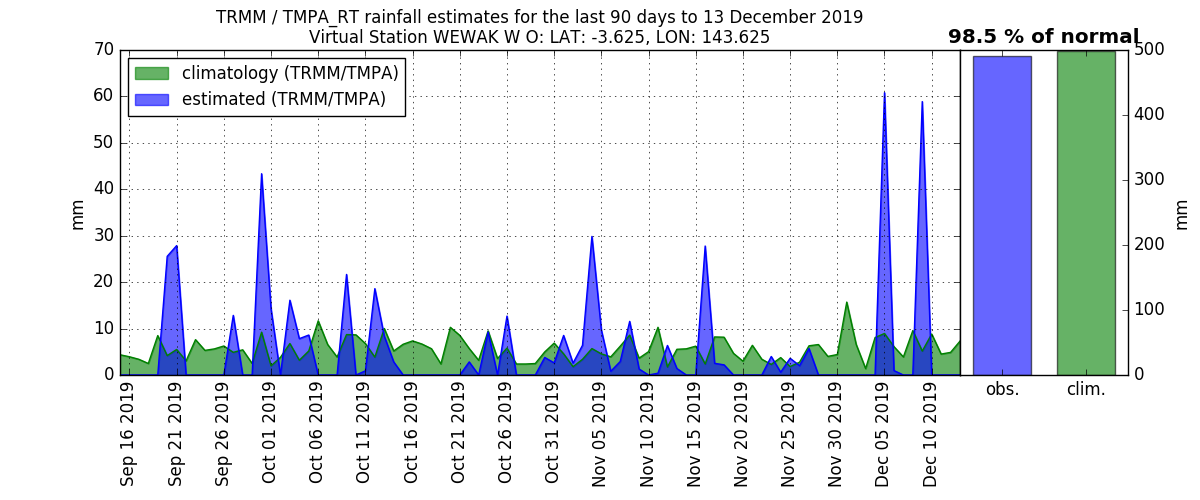 TRMM / TMPA_RT rainfall estimates for the last 90 days to 13 December 2019
Virtual Station WEWAK W O: LAT: -3.625, LON: 143.625
98.5 % of normal
climatology (TRMM/TMPA)
estimated (TRMM/TMPA)
70
60
50
40
30
20
10
0
mm
Sep 16 2019
Sep 21 2019
Sep 26 2019
Oct 01 2019
Oct 06 2019
Oct 11 2019
Oct 16 2019
Oct 21 2019
Oct 26 2019
Oct 31 2019
Nov 05 2019
Nov 10 2019
Nov 15 2019
Nov 20 2019
Nov 25 2019
Nov 30 2019
Dec 05 2019
Dec 10 2019
obs.
clim.
500
400
300
200
100
0
mm